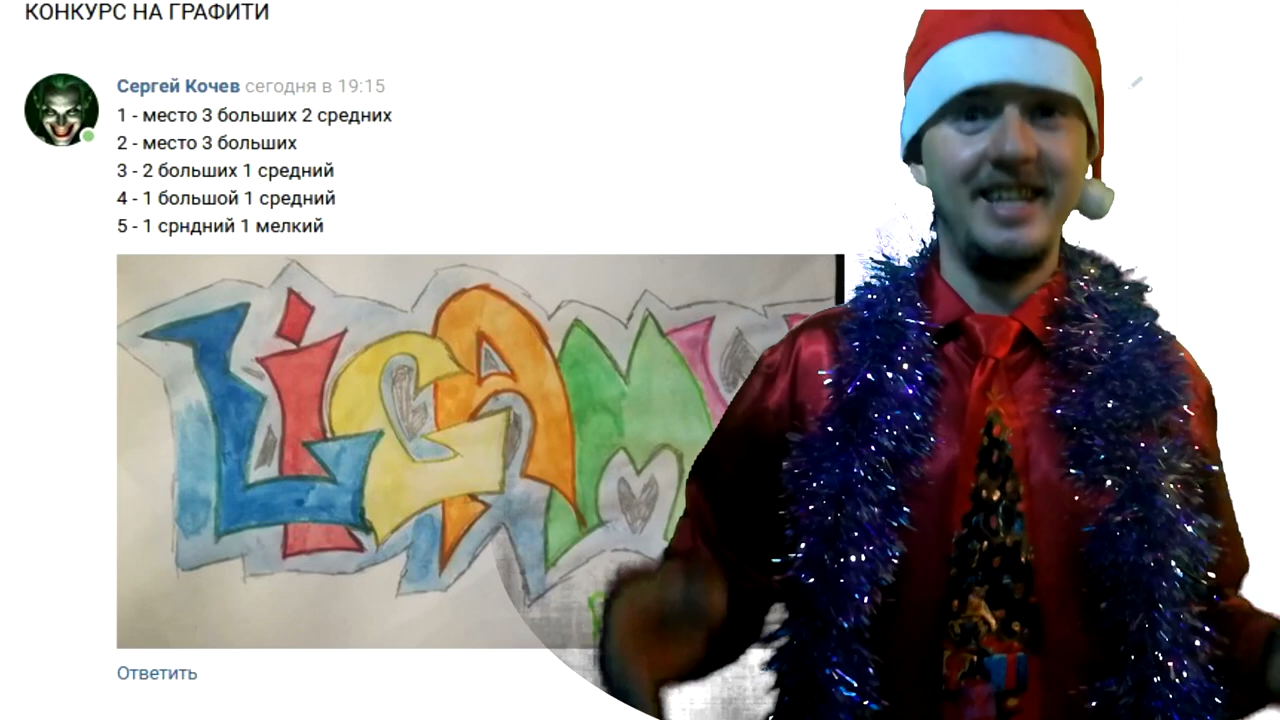 КОНКУРС НА ГРАФИТИ
Сергей Кочев сегодня в 19:15
1 - место 3 больших 2 средних
2 - место 3 больших
3 - 2 больших 1 средний
4 - 1 большой 1 средний
5 - 1 срндний 1 мелкий
Ответить